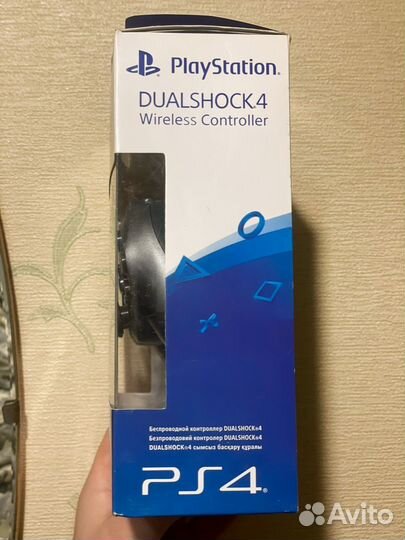 PlayStation.
DUALSHOCK.4
Wireless Controller
Беспроводной контроллер DUALSHOCK®4
Безпроводовий контролер DUALSHOCK®4
DUALSHOCK®4 сымсыз басқару құралы
PS4.
Avito